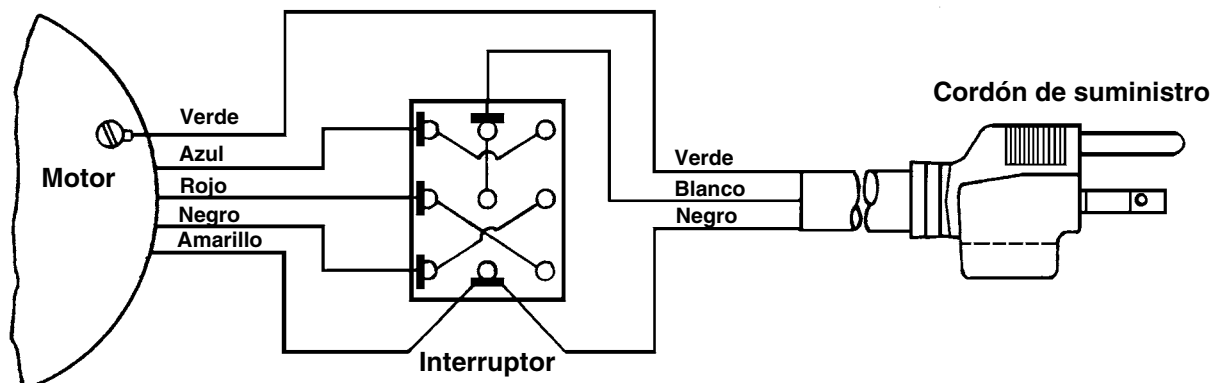 Verde
Azul
Rojo
Negro
Amarillo
Motor
Interruptor
Verde
Blanco
Negro
Cordón de suministro